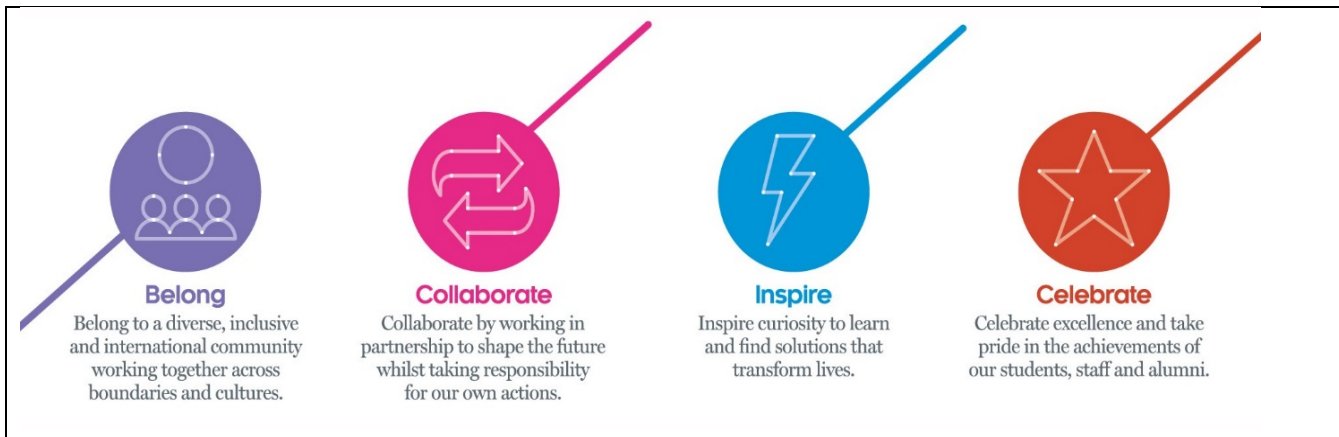 Belong
Belong to a diverse, inclusive
and international community
working together across
boundaries and cultures.
Collaborate
Collaborate by working in
partnership to shape the future
whilst taking responsibility
for our own actions.
Inspire
Inspire curiosity to learn
and find solutions that
transform lives.
Celebrate
Celebrate excellence and take
pride in the achievements of
our students, staff and alumni.